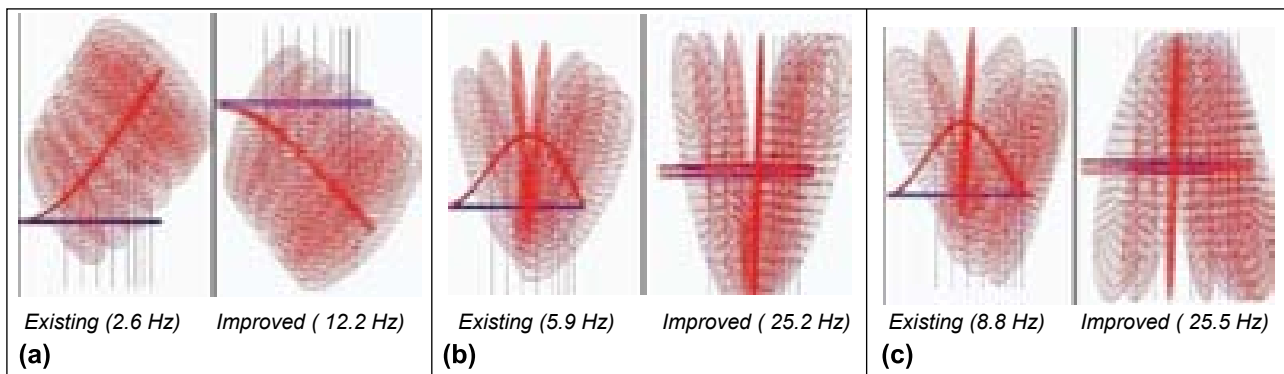 Existing (2.6 Hz) Improved ( 12.2 Hz)
(a)
Existing (5.9 Hz) Improved ( 25.2 Hz)
(b)
Existing (8.8 Hz) Improved ( 25.5 Hz)
(c)